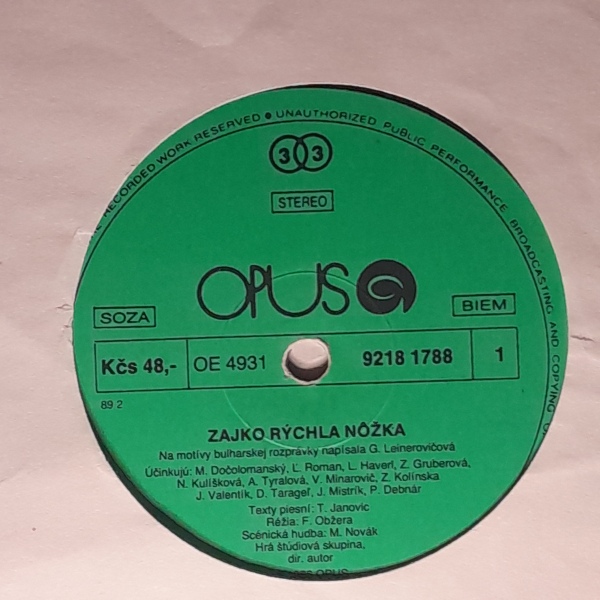 RECORDED WORK RESERVED ● UNAUTHORIZED PUBLIC PERFORMANCE BROADCASTING AND COPYING
33
STEREO
OPUS
SOZA
BIEM
Kčs 48,- OE 4931 9218 1788 1
89 2
ZAJKO RÝCHLA NÔŽKA
Na motívy bulharskej rozprávky napísala G. Leinerovičová
Účinkujú: M. Dočolomanský, Ľ. Roman, L. Haverl, Z. Gruberová,
N. Kulíšková, A. Tyralová, V. Minarovič, Z. Kolínska
J. Valentík, D. Tarageľ, J. Mistrík, P. Debnár
Texty piesní: T. Janovic
Réžia: F. Obžera
Scénická hudba: M. Novák
Hrá štúdiová skupina,
dir. autor
OPUS